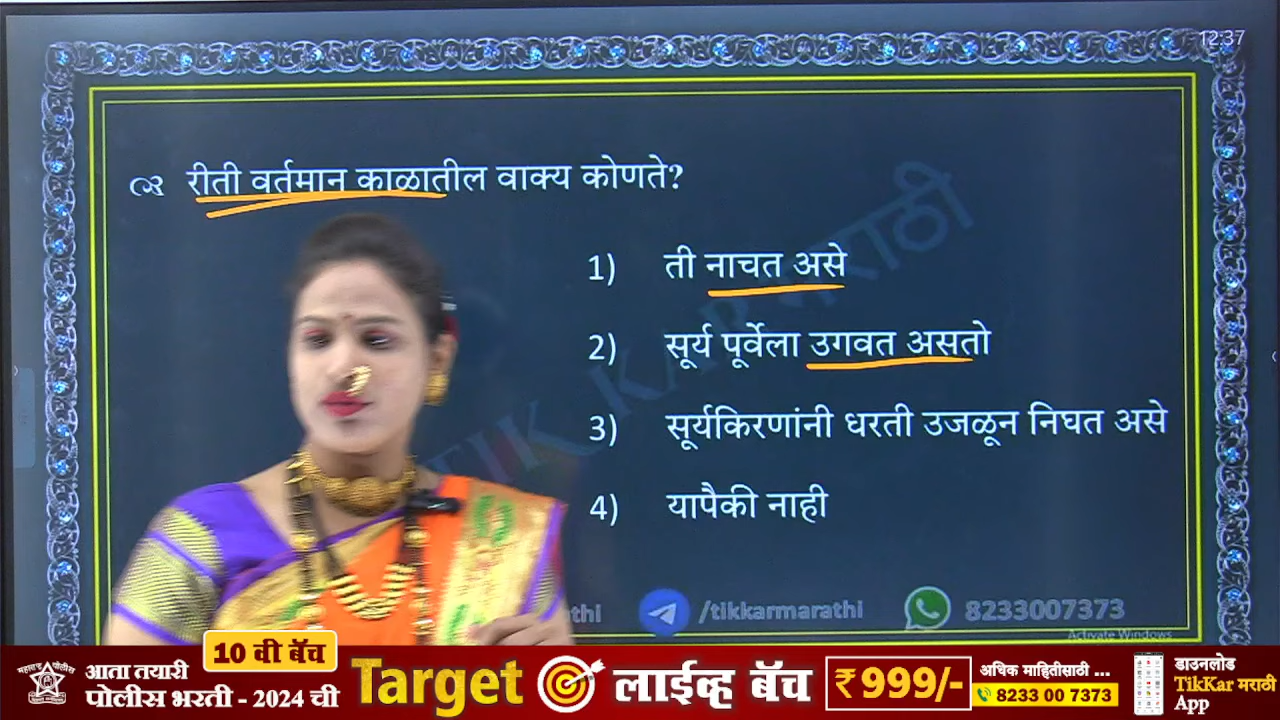 12:37
रीती वर्तमान काळातील वाक्य कोणते?
1) ती नाचत असे
2) सूर्य पूर्वेला उगवत असतो
3) सूर्यकिरणांनी धरती उजळून निघत असे
4) यापैकी नाही
/tikkarmarathi
8233007373
Activate Windows
10 वी बॅच
आता तयारी
पोलीस भरती - 2024 ची
Target लाईव्ह बॅच
₹999/-
अधिक माहितीसाठी ...
8233 00 7373
डाउनलोड
TikKar मराठी
App